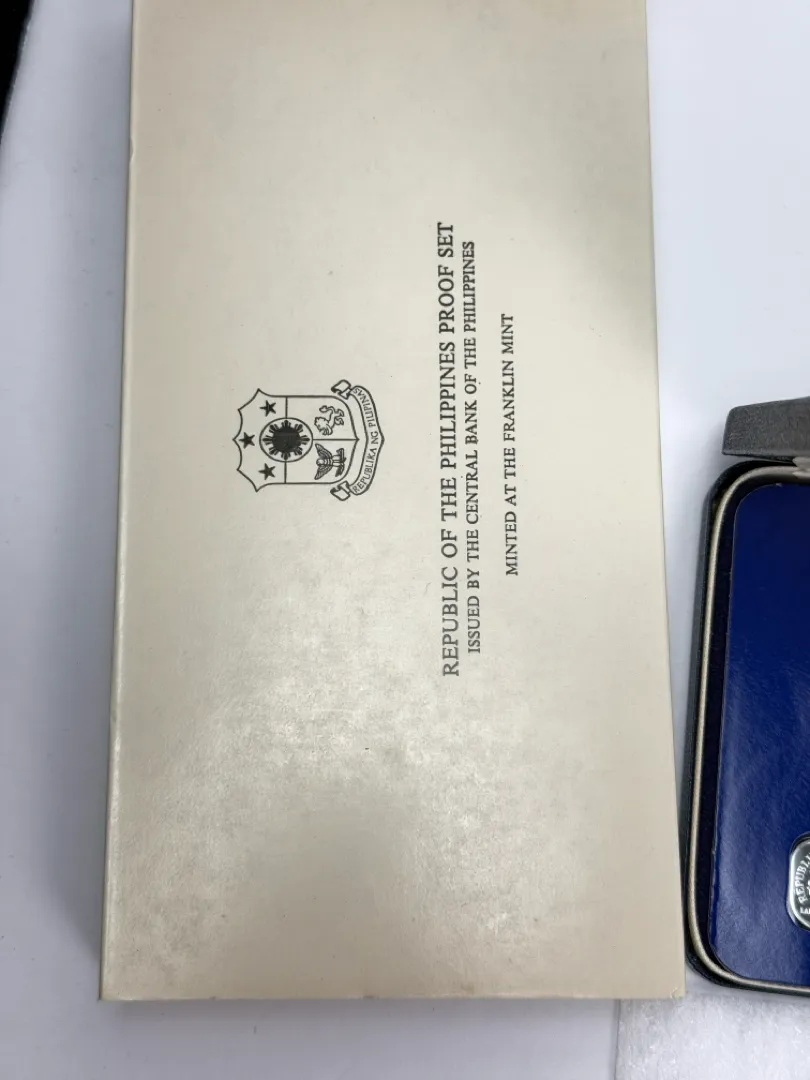 REPUBLIKA NG PILIPINAS
REPUBLIC OF THE PHILIPPINES PROOF SET
ISSUED BY THE CENTRAL BANK OF THE PHILIPPINES
MINTED AT THE FRANKLIN MINT